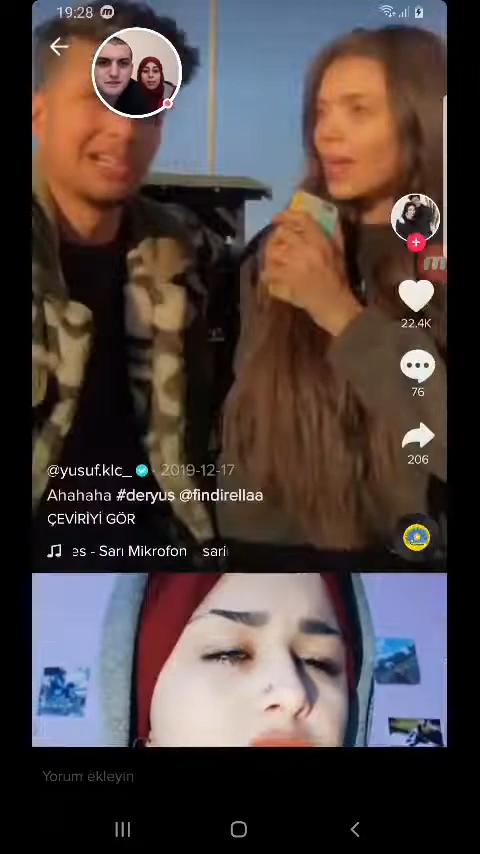 19:28
22.4K
76
206
@yusuf.klc_ - 2019-12-17
Ahahaha #deryus @findirellaa
ÇEVİRİYİ GÖR
es - Sarı Mikrofon sarı
Yorum ekleyin